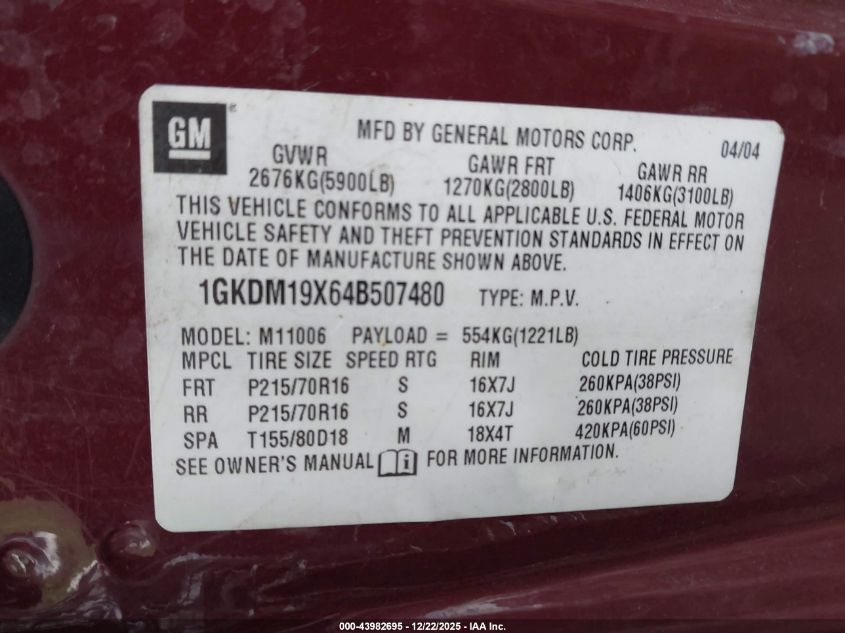 GM®
MFD BY GENERAL MOTORS CORP. 04/04
GVWR GAWR FRT GAWR RR
2676KG(5900LB) 1270KG(2800LB) 1406KG(3100LB)
THIS VEHICLE CONFORMS TO ALL APPLICABLE U.S. FEDERAL MOTOR
VEHICLE SAFETY AND THEFT PREVENTION STANDARDS IN EFFECT ON
THE DATE OF MANUFACTURE SHOWN ABOVE.
1GKDM19X64B507480 TYPE: M.P.V.
MODEL: M11006 PAYLOAD = 554KG(1221LB)
MPCL TIRE SIZE SPEED RTG RIM COLD TIRE PRESSURE
FRT P215/70R16 S 16X7J 260KPA(38PSI)
RR P215/70R16 S 16X7J 260KPA(38PSI)
SPA T155/80D18 M 18X4T 420KPA(60PSI)
SEE OWNER'S MANUAL i FOR MORE INFORMATION.
000-43982695 - 12/22/2025 - IAA Inc.